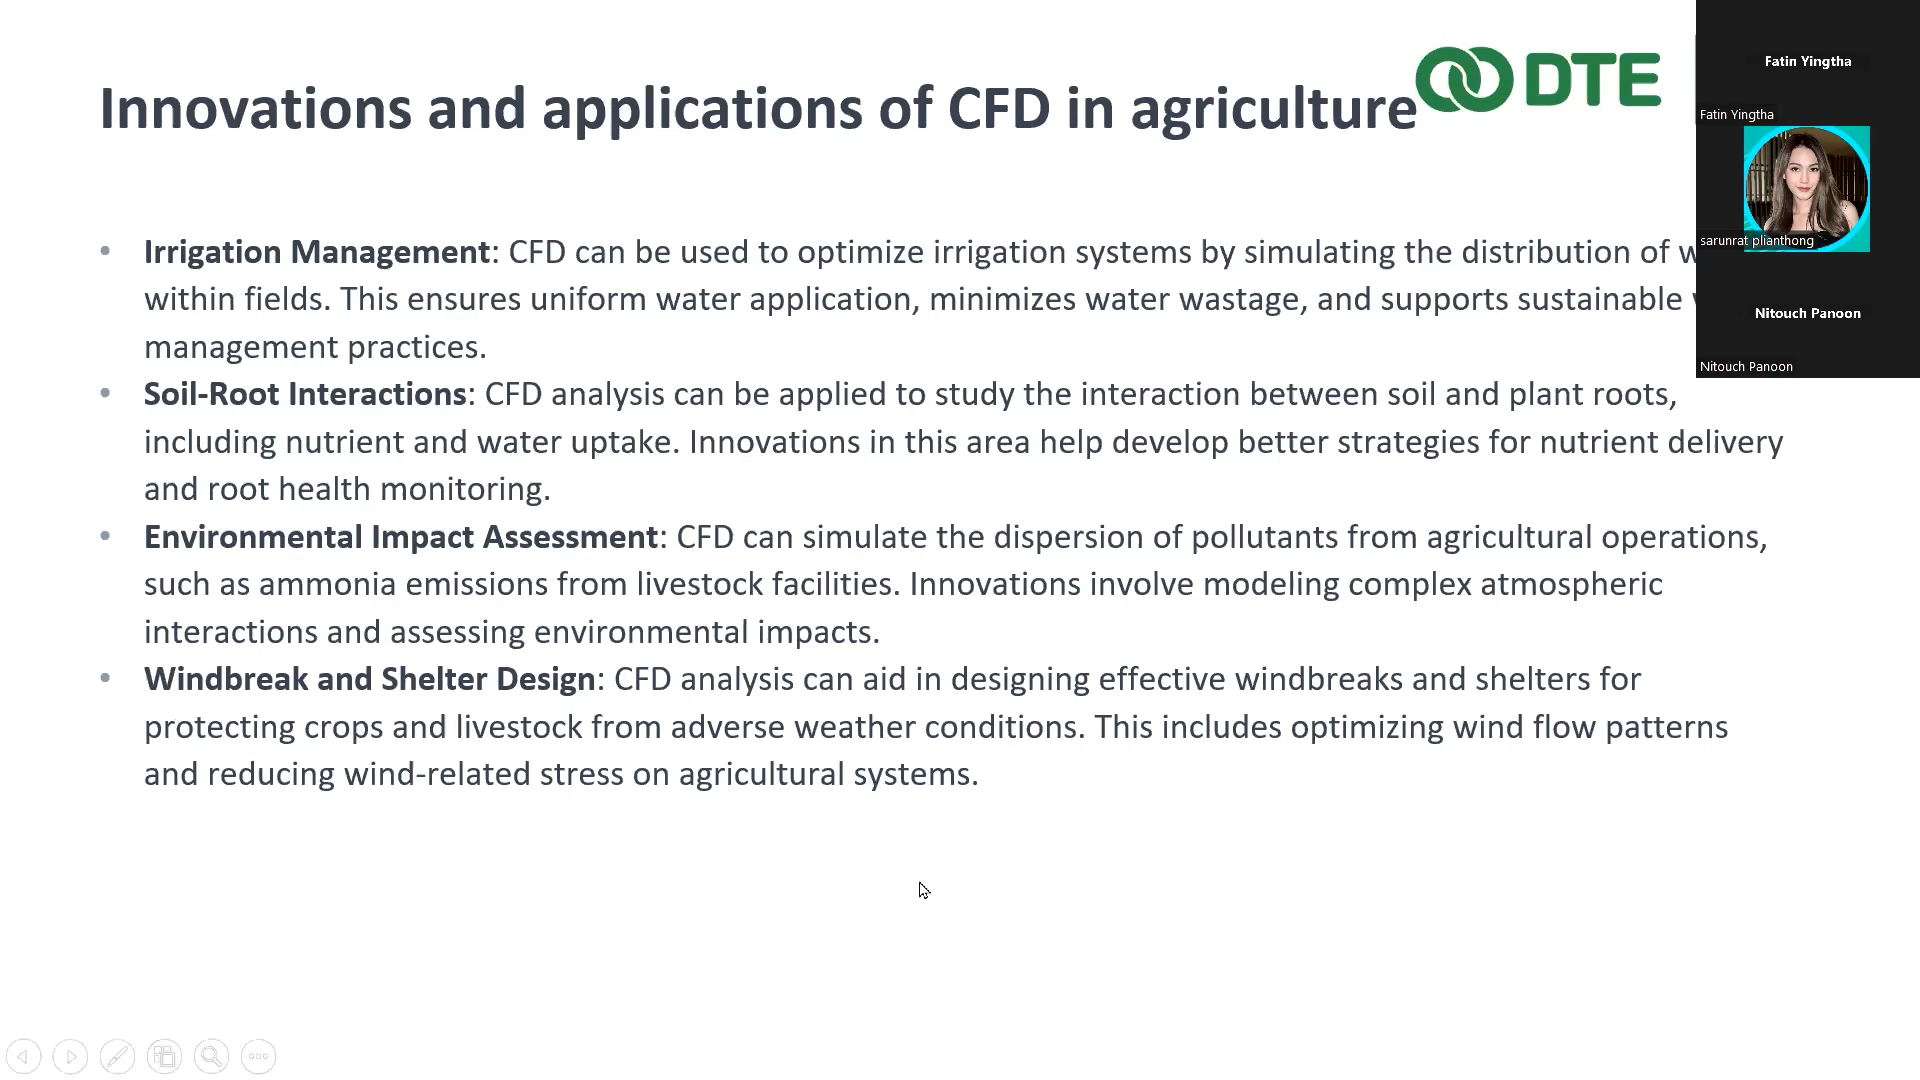 Innovations and applications of CFD in agriculture
DTE
• Irrigation Management: CFD can be used to optimize irrigation systems by simulating the distribution of
within fields. This ensures uniform water application, minimizes water wastage, and supports sustainable
management practices.
• Soil-Root Interactions: CFD analysis can be applied to study the interaction between soil and plant roots,
including nutrient and water uptake. Innovations in this area help develop better strategies for nutrient delivery
and root health monitoring.
• Environmental Impact Assessment: CFD can simulate the dispersion of pollutants from agricultural operations,
such as ammonia emissions from livestock facilities. Innovations involve modeling complex atmospheric
interactions and assessing environmental impacts.
• Windbreak and Shelter Design: CFD analysis can aid in designing effective windbreaks and shelters for
protecting crops and livestock from adverse weather conditions. This includes optimizing wind flow patterns
and reducing wind-related stress on agricultural systems.
Fatin Yingtha
Fatin Yingtha
sarunrat plianthong
Nitouch Panoon
Nitouch Panoon